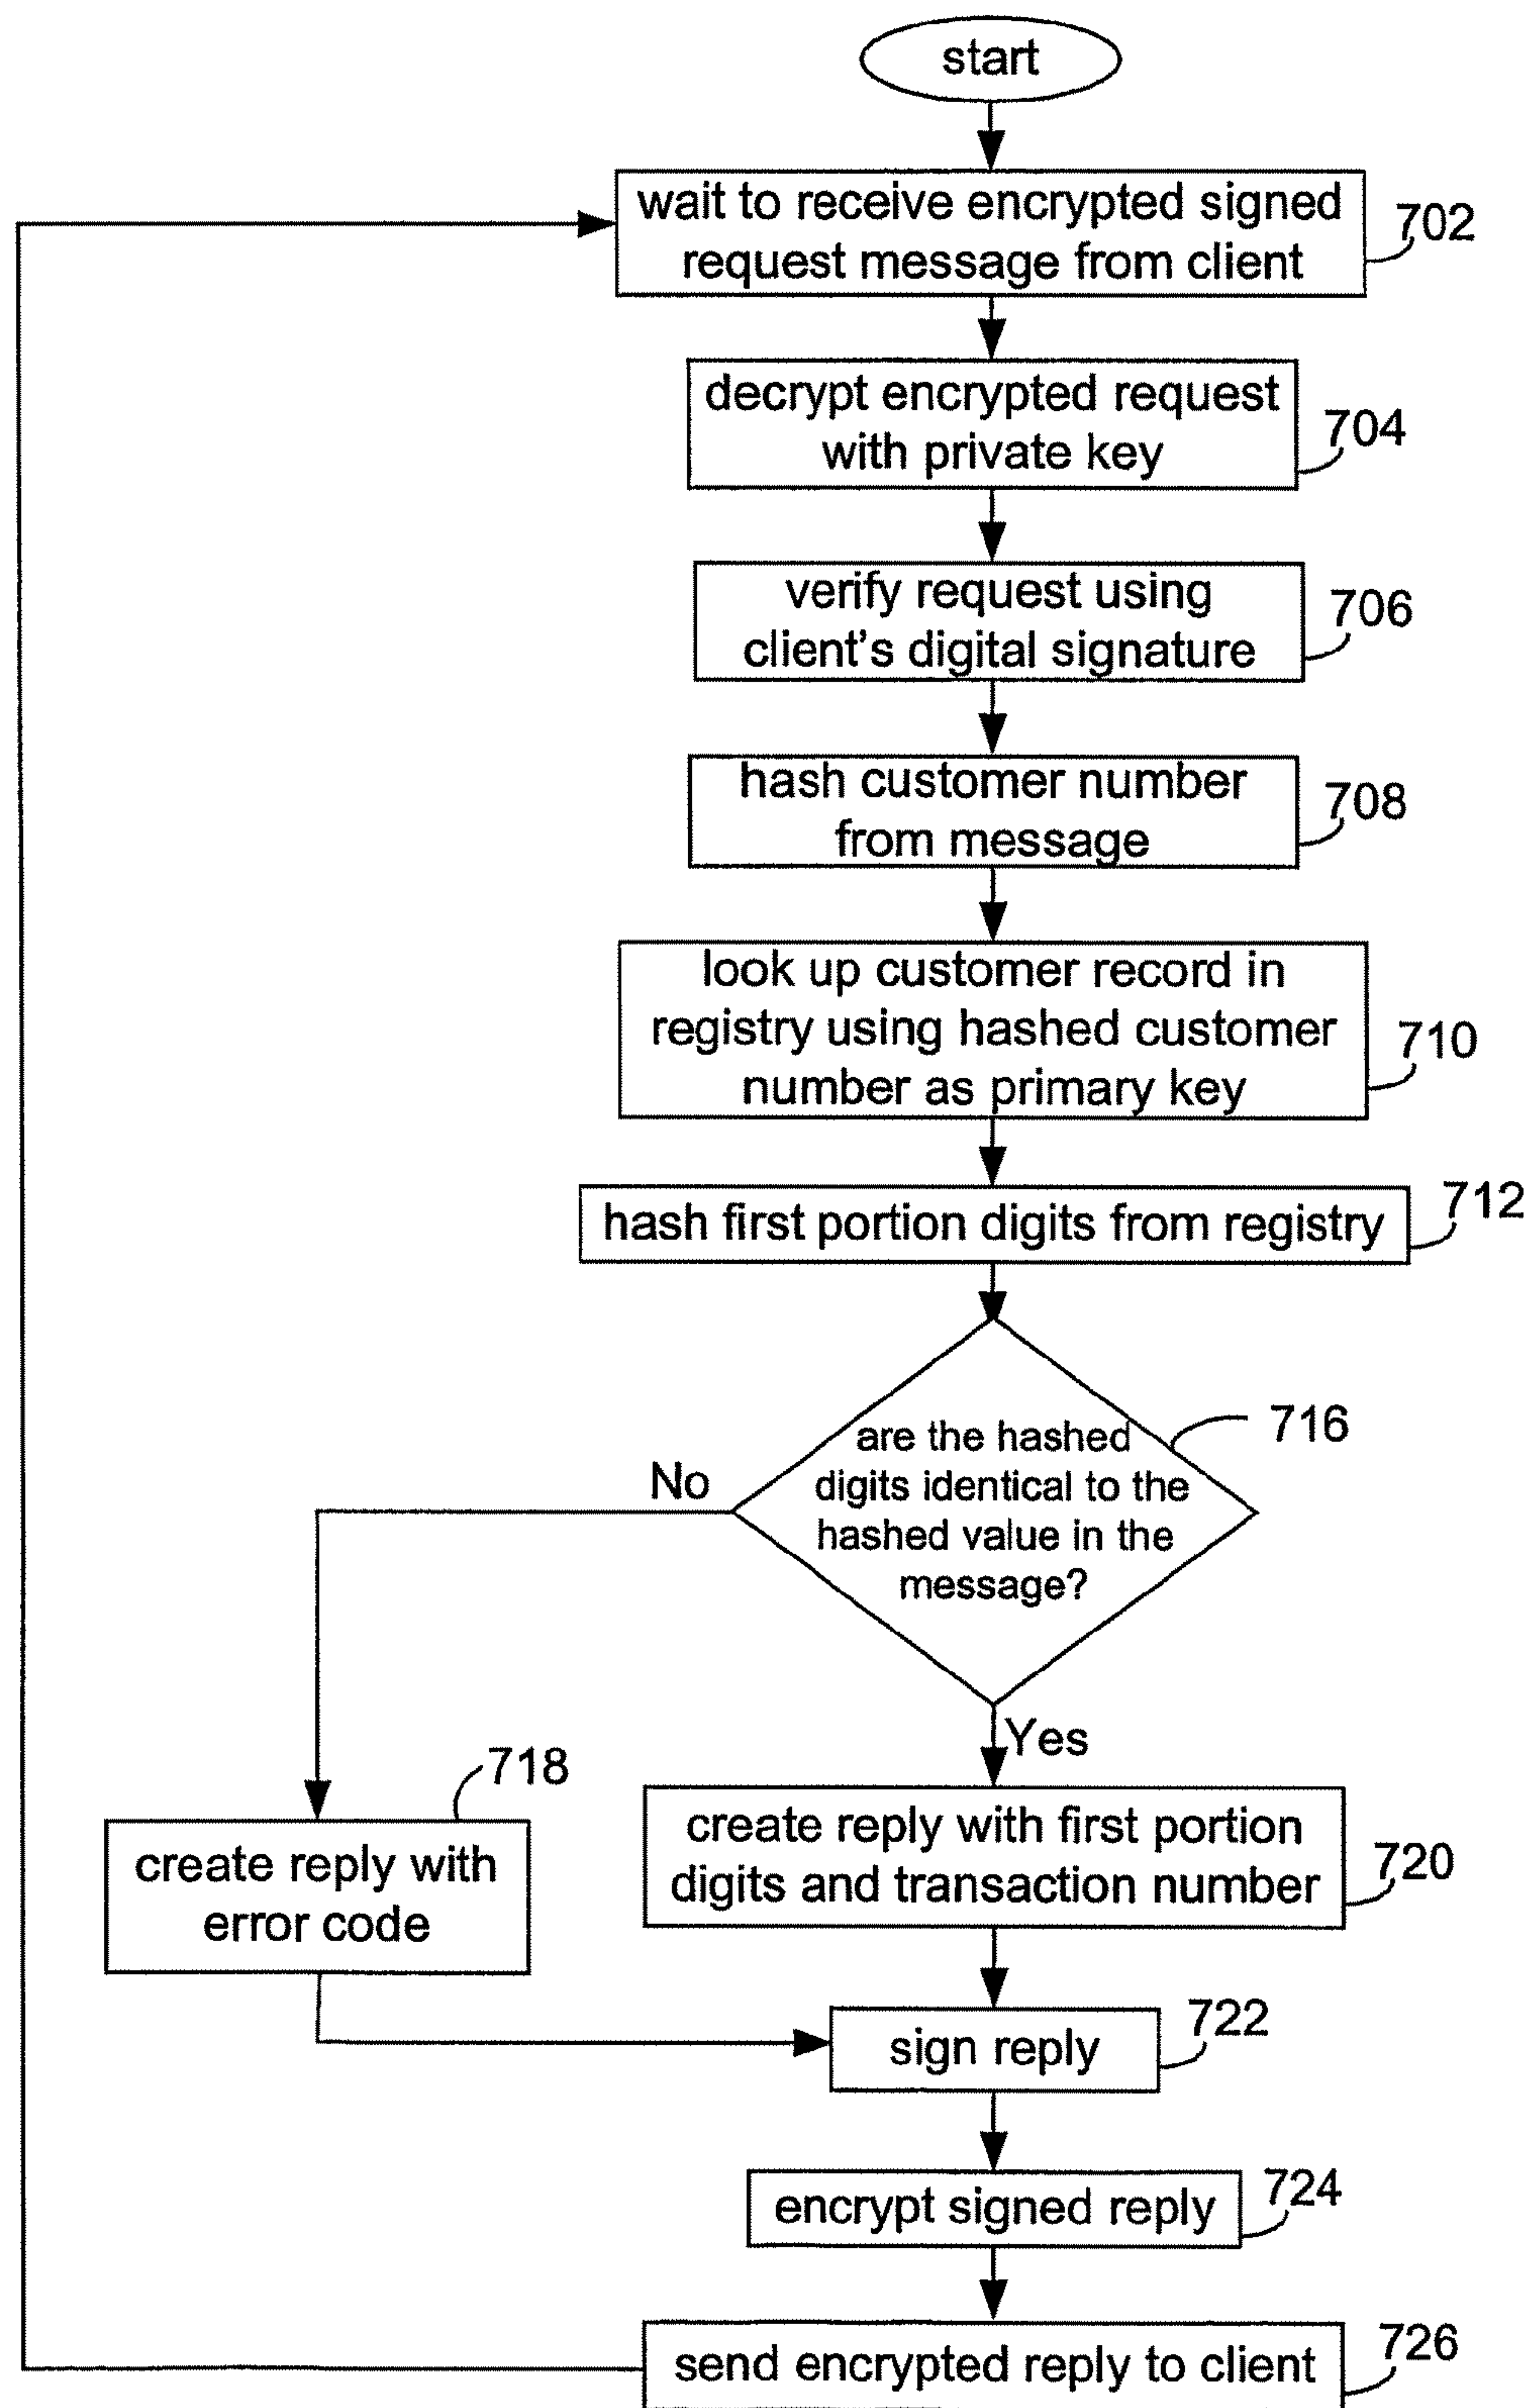 start
wait to receive encrypted signed
request message from client
702
decrypt encrypted request
with private key
704
verify request using
client's digital signature
706
hash customer number
from message
708
look up customer record in
registry using hashed customer
number as primary key
710
hash first portion digits from registry
712
are the hashed
digits identical to the
hashed value in the
message?
716
No
Yes
718
create reply with
error code
create reply with first portion
digits and transaction number
720
sign reply
722
encrypt signed reply
724
send encrypted reply to client
726